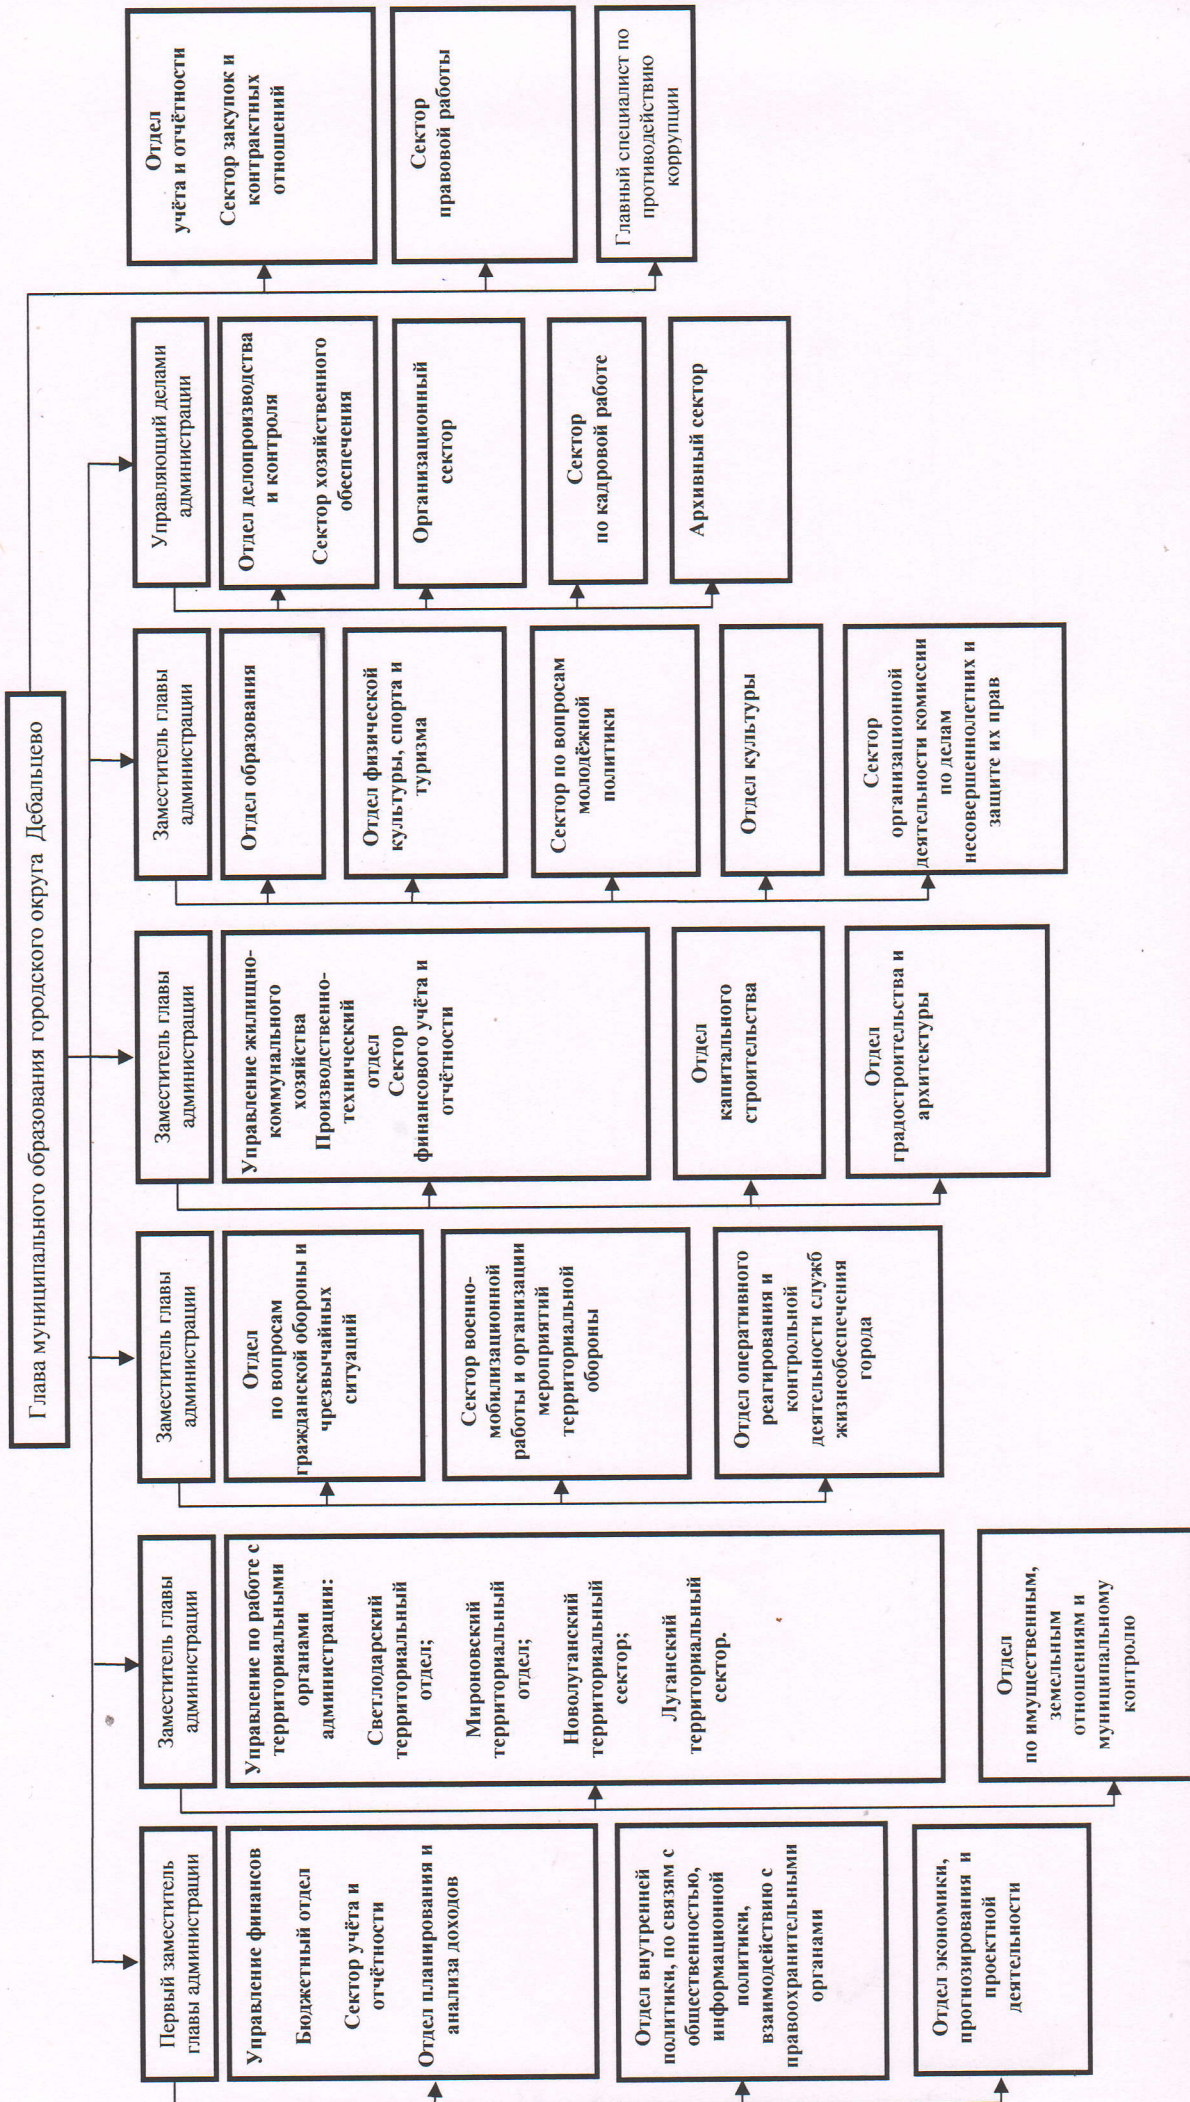 Глава муниципального образования городского округа Дебальцево
Первый заместитель
главы администрации
Управление финансов
Бюджетный отдел
Сектор учёта и
отчётности
Отдел планирования и
анализа доходов
Отдел внутренней
политики, по связям с
общественностью,
информационной
политики,
взаимодействию с
правоохранительными
органами
Отдел экономики,
прогнозирования и
проектной
деятельности
Заместитель главы
администрации
Управление по работе с
территориальными
органами
администрации:
Светлодарский
территориальный
отдел;
Мироновский
территориальный
отдел;
Новолуганский
территориальный
сектор;
Луганский
территориальный
сектор.
Отдел
по имущественным,
земельным
отношениям и
муниципальному
контролю
Заместитель главы
администрации
Отдел
по вопросам
гражданской обороны и
чрезвычайных
ситуаций
Сектор военно-
мобилизационной
работы и организации
мероприятий
территориальной
обороны
Отдел оперативного
реагирования и
контрольной
деятельности служб
жизнеобеспечения
города
Заместитель главы
администрации
Управление жилищно-
коммунального
хозяйства
Производственно-
технический
отдел
Сектор
финансового учёта и
отчётности
Отдел
капитального
строительства
Отдел
градостроительства и
архитектуры
Заместитель главы
администрации
Отдел образования
Отдел физической
культуры, спорта и
туризма
Сектор по вопросам
молодёжной
политики
Отдел культуры
Сектор
организационной
деятельности комиссии
по делам
несовершеннолетних и
защите их прав
Управляющий делами
администрации
Отдел делопроизводства
и контроля
Сектор хозяйственного
обеспечения
Организационный
сектор
Сектор
по кадровой работе
Архивный сектор
Отдел
учёта и отчётности
Сектор закупок и
контрактных
отношений
Сектор
правовой работы
Главный специалист по
противодействию
коррупции